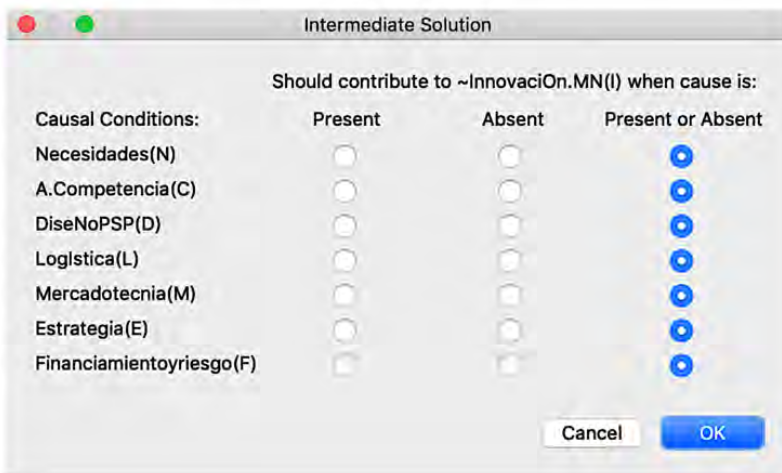 Intermediate Solution
Should contribute to ~InnovaciOn.MN(I) when cause is:
Causal Conditions: Present Absent Present or Absent
Necesidades(N)
A.Competencia(C)
DiseNoPSP(D)
LogIstica(L)
Mercadotecnia(M)
Estrategia(E)
Financiamientoyriesgo(F)
Cancel OK